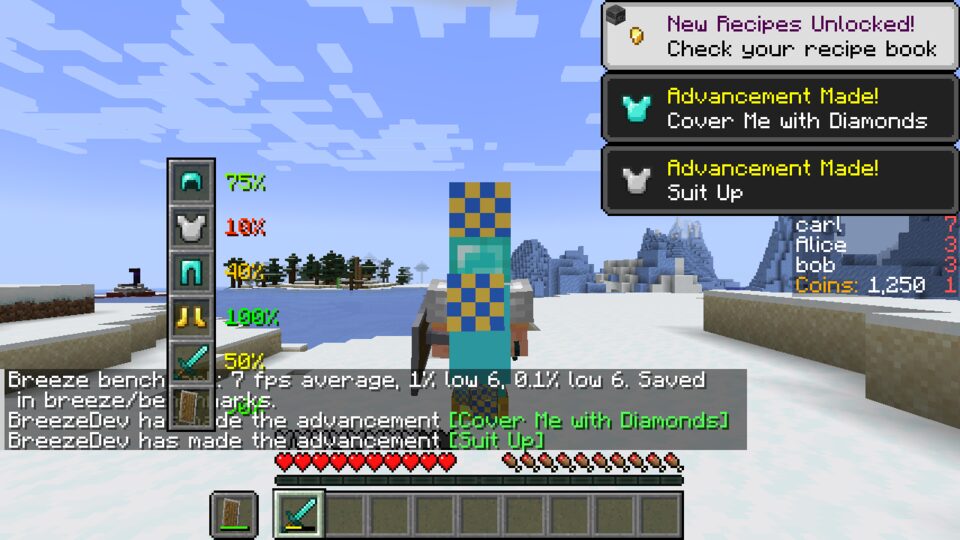 New Recipes Unlocked!
Check your recipe book
Advancement Made!
Cover Me with Diamonds
Advancement Made!
Suit Up
75%
10%
40%
100%
50%
carl 7
Alice 3
bob 3
Coins: 1,250 1
Breeze bench : 7 fps average, 1% low 6, 0.1% low 6. Saved
in breeze/be marks.
BreezeDev ha de the advancement [Cover Me with Diamonds]
BreezeDev has made the advancement [Suit Up]